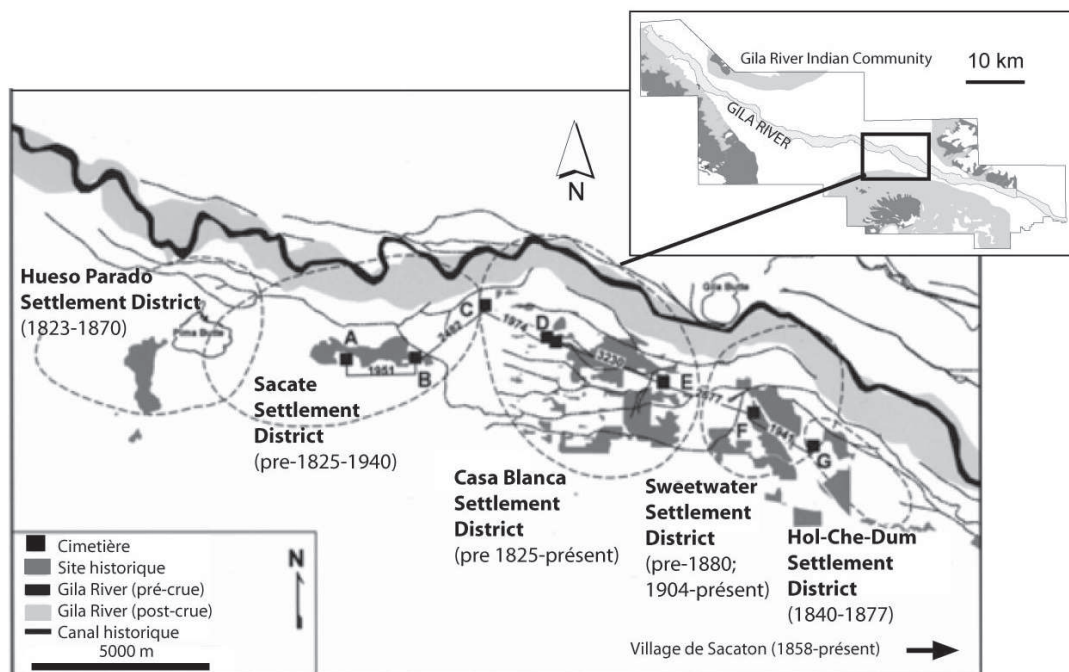 Gila River Indian Community
10 km
GILA RIVER
N
Hueso Parado
Settlement District
(1823-1870)
Pima Butte
Gila Butte
A
1951
B
C
D
1974
3230
E
F
G
Sacate
Settlement
District
(pre-1825-1940)
Casa Blanca
Settlement
District
(pre 1825-présent)
Sweetwater
Settlement
District
(pre-1880;
1904-présent)
Hol-Che-Dum
Settlement
District
(1840-1877)
Village de Sacaton (1858-présent)
Cimetière
Site historique
Gila River (pré-crue)
Gila River (post-crue)
Canal historique
5000 m
N